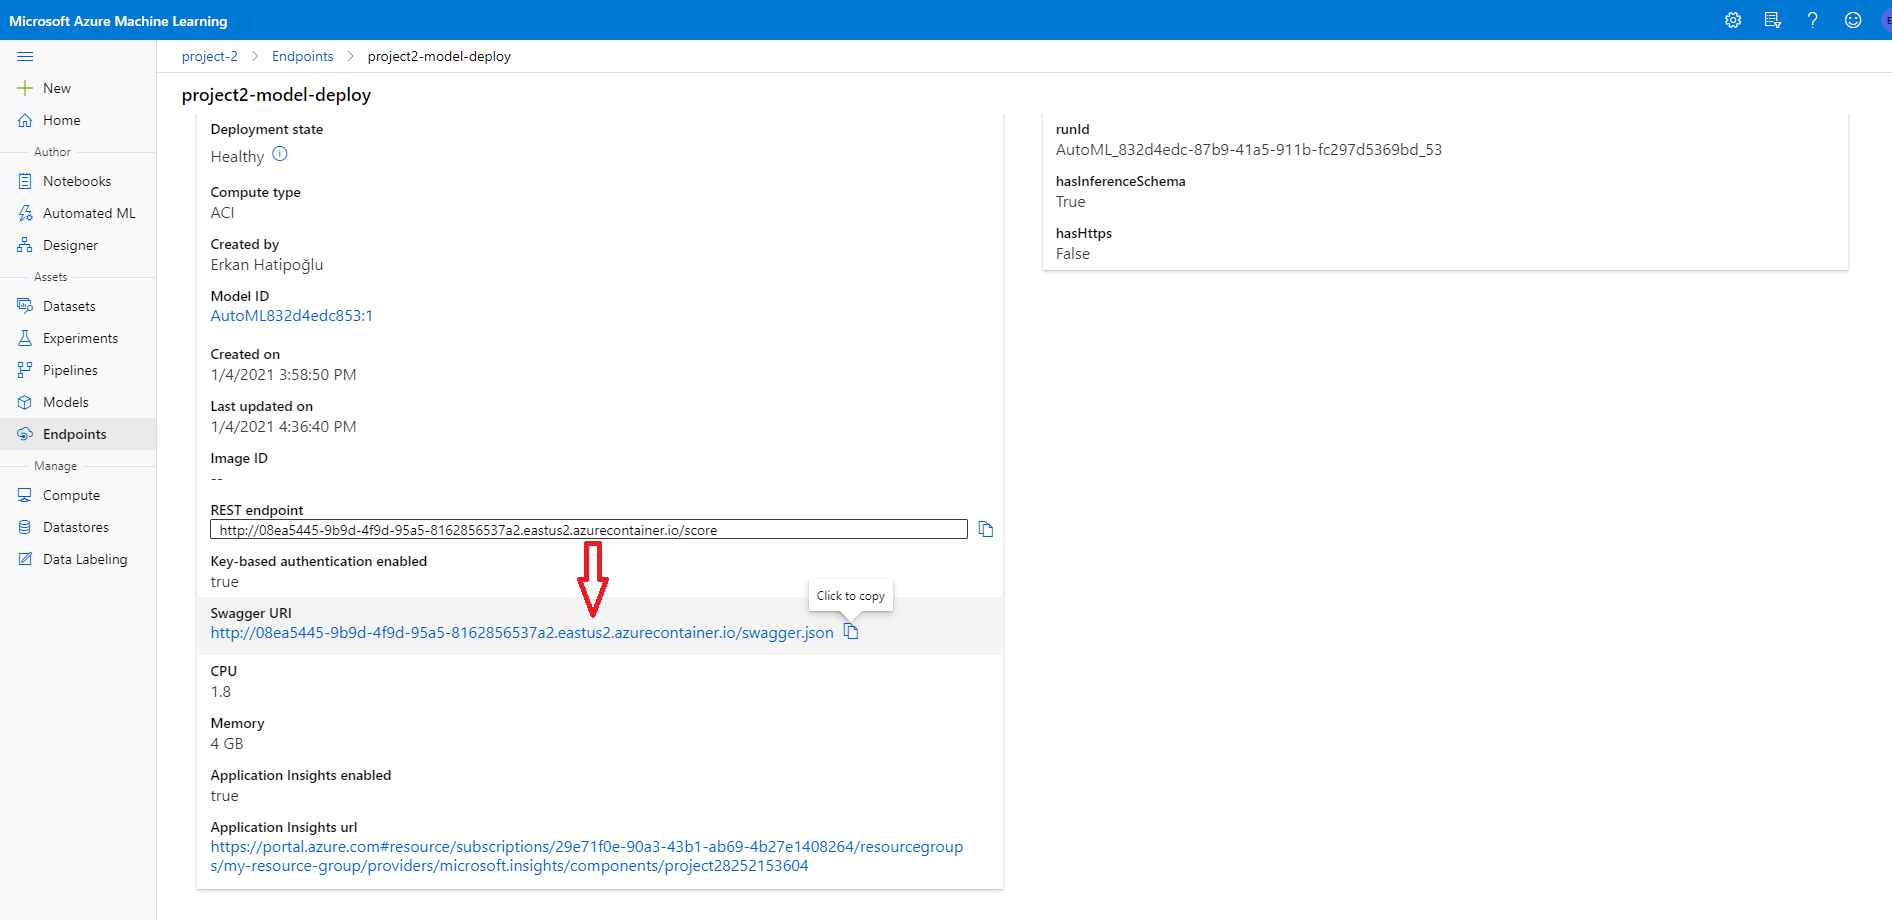 Microsoft Azure Machine Learning
E
New
Home
Author
Notebooks
Automated ML
Designer
Assets
Datasets
Experiments
Pipelines
Models
Endpoints
Manage
Compute
Datastores
Data Labeling
project-2 > Endpoints > project2-model-deploy
project2-model-deploy
Deployment state
Healthy
Compute type
ACI
Created by
Erkan Hatipoğlu
Model ID
AutoML832d4edc853:1
Created on
1/4/2021 3:58:50 PM
Last updated on
1/4/2021 4:36:40 PM
Image ID
--
REST endpoint
http://08ea5445-9b9d-4f9d-95a5-8162856537a2.eastus2.azurecontainer.io/score
Key-based authentication enabled
true
Click to copy
Swagger URI
http://08ea5445-9b9d-4f9d-95a5-8162856537a2.eastus2.azurecontainer.io/swagger.json
CPU
1.8
Memory
4 GB
Application Insights enabled
true
Application Insights url
https://portal.azure.com#resource/subscriptions/29e71f0e-90a3-43b1-ab69-4b27e1408264/resourcegroup
s/my-resource-group/providers/microsoft.insights/components/project28252153604
runId
AutoML_832d4edc-87b9-41a5-911b-fc297d5369bd_53
hasInferenceSchema
True
hasHttps
False